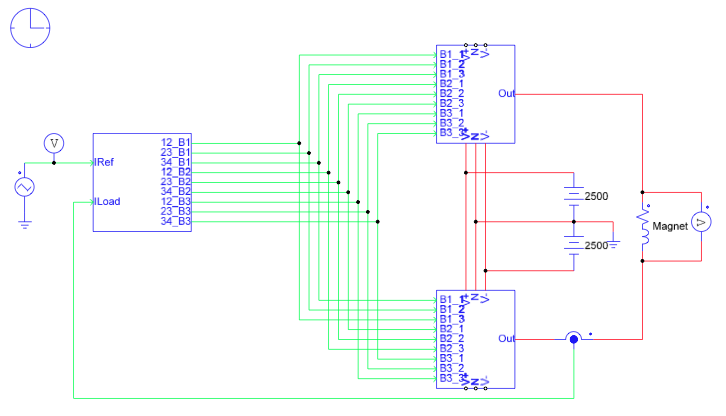 V
IRef
ILoad
12_B1
23_B1
34_B1
12_B2
23_B2
34_B2
12_B3
23_B3
34_B3
B1_1
B1_2
B1_3
B2_1
B2_2
B2_3
B3_1
B3_2
B3_3
V+
N
V-
Out
V+
N
V-
2500
2500
Magnet
V
B1_1
B1_2
B1_3
B2_1
B2_2
B2_3
B3_1
B3_2
B3_3
V+
N
V-
Out
V+
N
V-